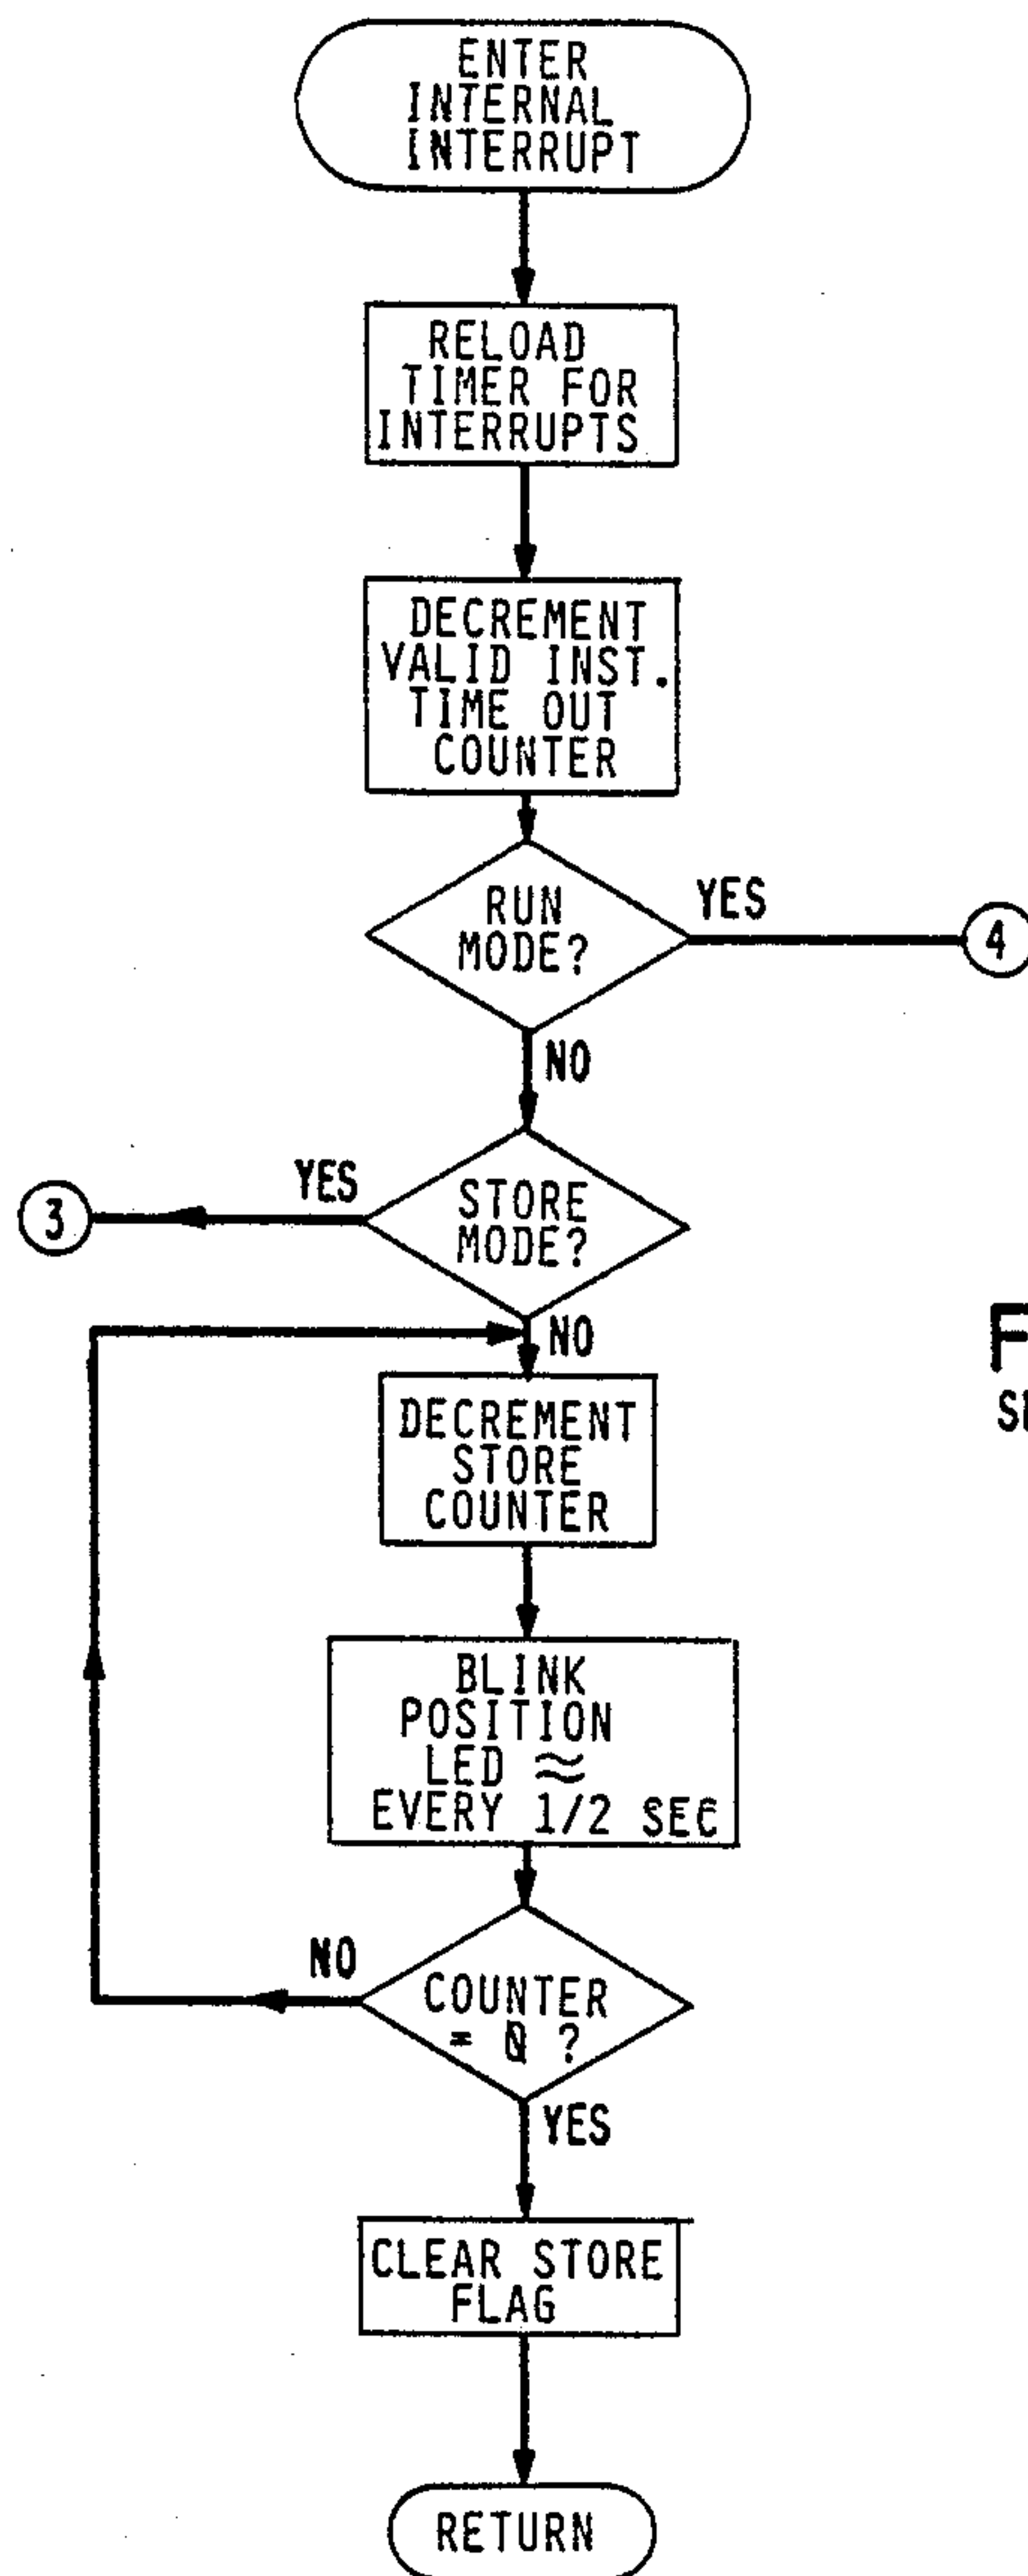 ENTER
INTERNAL
INTERRUPT
RELOAD
TIMER FOR
INTERRUPTS
DECREMENT
VALID INST.
TIME OUT
COUNTER
RUN
MODE?
YES
4
NO
STORE
MODE?
YES
3
NO
DECREMENT
STORE
COUNTER
BLINK
POSITION
LED ≈
EVERY 1/2 SEC
COUNTER
= 0 ?
NO
YES
CLEAR STORE
FLAG
RETURN